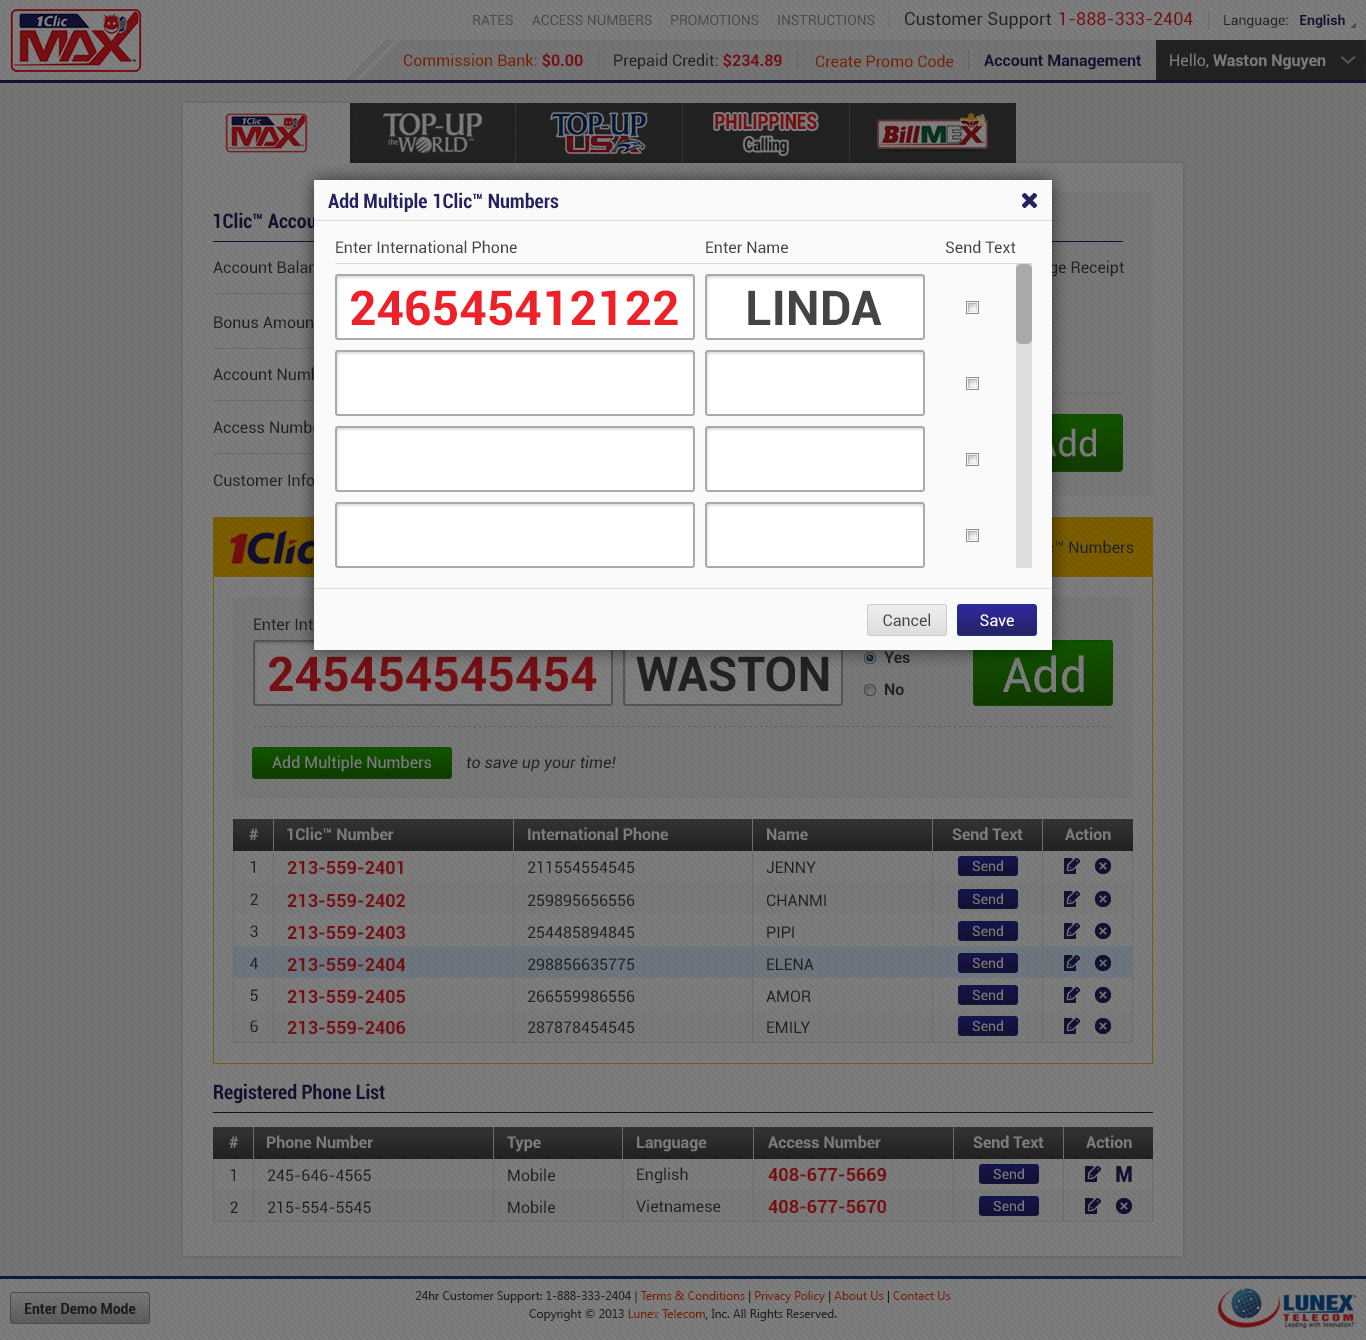 1Clic
MAX
RATES ACCESS NUMBERS PROMOTIONS INSTRUCTIONS Customer Support 1-888-333-2404 Language: English
Commission Bank: $0.00 Prepaid Credit: $234.89 Create Promo Code Account Management Hello, Waston Nguyen
1Clic
MAX
TOP-UP
the WORLD™
TOP-UP
USA
PHILIPPINES
Calling
BillMEX
Add Multiple 1Clic™ Numbers
1Clic™ Accou
Enter International Phone Enter Name Send Text
Account Balan ge Receipt
246545412122 LINDA
Bonus Amoun
Account Numb
Access Numbe
Add
Customer Info
1Clic c™ Numbers
Cancel Save
Enter Int
245454545454 WASTON Yes Add
No
Add Multiple Numbers to save up your time!
# 1Clic™ Number International Phone Name Send Text Action
1 213-559-2401 211554554545 JENNY Send
2 213-559-2402 259895656556 CHANMI Send
3 213-559-2403 254485894845 PIPI Send
4 213-559-2404 298856635775 ELENA Send
5 213-559-2405 266559986556 AMOR Send
6 213-559-2406 287878454545 EMILY Send
Registered Phone List
# Phone Number Type Language Access Number Send Text Action
1 245-646-4565 Mobile English 408-677-5669 Send M
2 215-554-5545 Mobile Vietnamese 408-677-5670 Send
Enter Demo Mode
24hr Customer Support: 1-888-333-2404 | Terms & Conditions | Privacy Policy | About Us | Contact Us
Copyright © 2013 Lunex Telecom, Inc. All Rights Reserved.
LUNEX
TELECOM
Leading with Innovation!